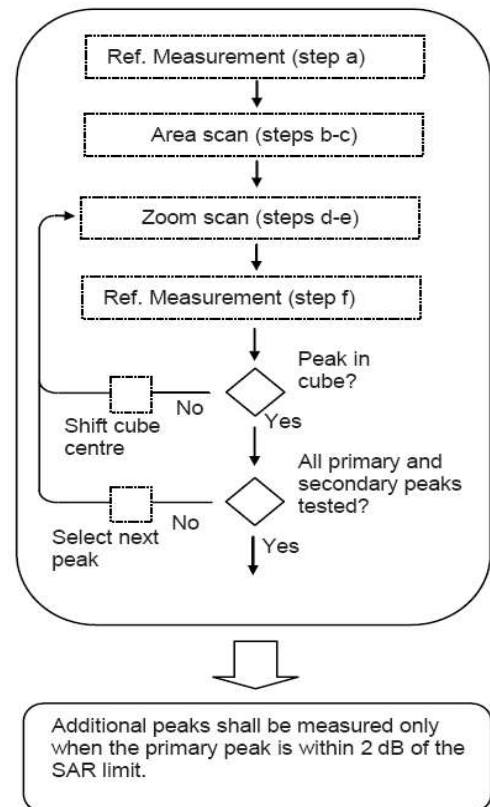 Ref. Measurement (step a)
Area scan (steps b-c)
Zoom scan (steps d-e)
Ref. Measurement (step f)
Peak in
cube?
No
Shift cube
centre
Yes
All primary and
secondary peaks
tested?
No
Select next
peak
Yes
Additional peaks shall be measured only
when the primary peak is within 2 dB of the
SAR limit.